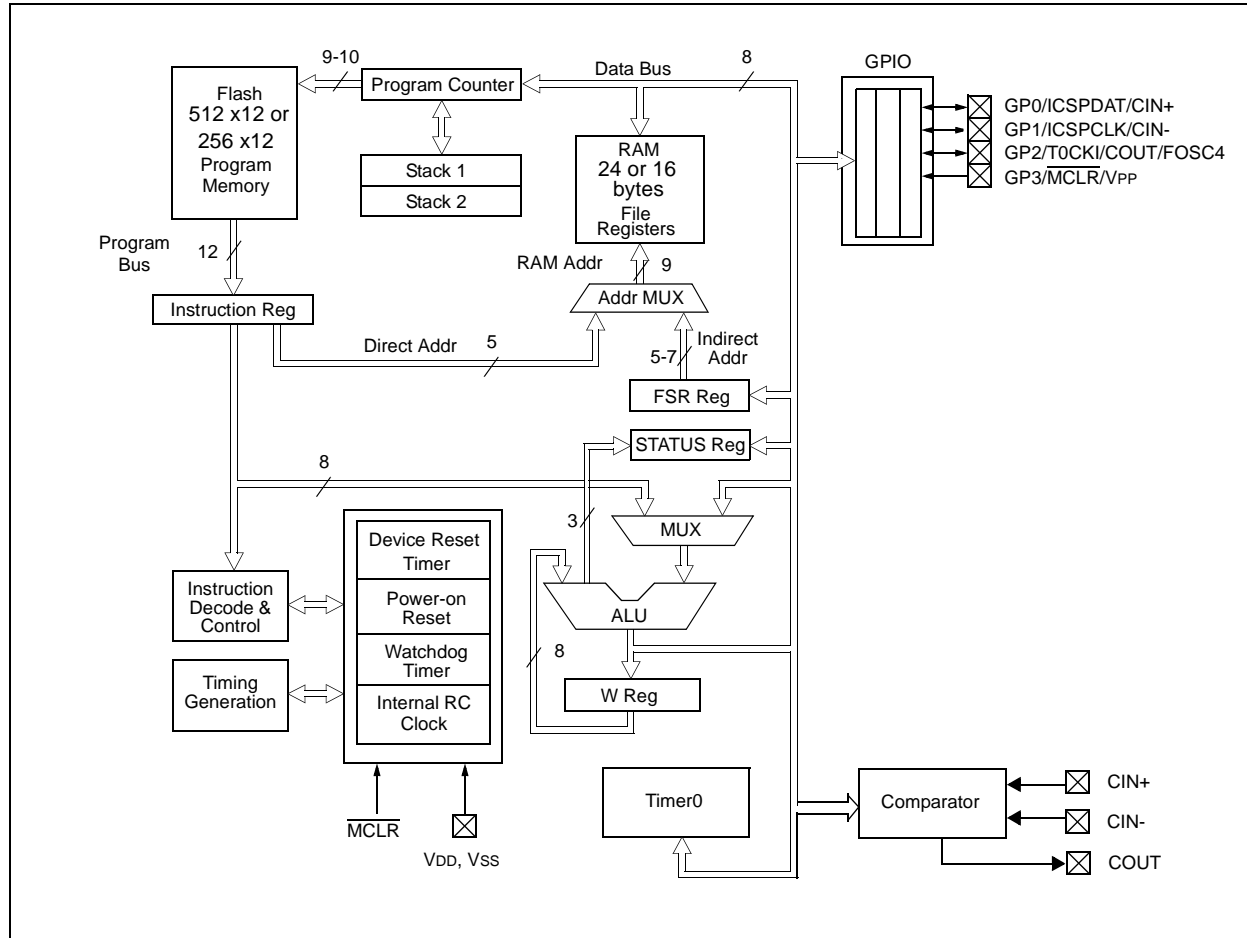 9-10
Flash
512 x12 or
256 x12
Program
Memory
Program Counter
Data Bus
8
Stack 1
Stack 2
RAM
24 or 16
bytes
File
Registers
GPIO
GP0/ICSPDAT/CIN+
GP1/ICSPCLK/CIN-
GP2/T0CKI/COUT/FOSC4
GP3/MCLR/VPP
Program
Bus
12
RAM Addr
9
Instruction Reg
Addr MUX
Direct Addr
5
5-7
Indirect
Addr
FSR Reg
STATUS Reg
8
3
MUX
Device Reset
Timer
Power-on
Reset
Watchdog
Timer
Internal RC
Clock
Instruction
Decode &
Control
Timing
Generation
ALU
8
W Reg
MCLR
VDD, VSS
Timer0
Comparator
CIN+
CIN-
COUT